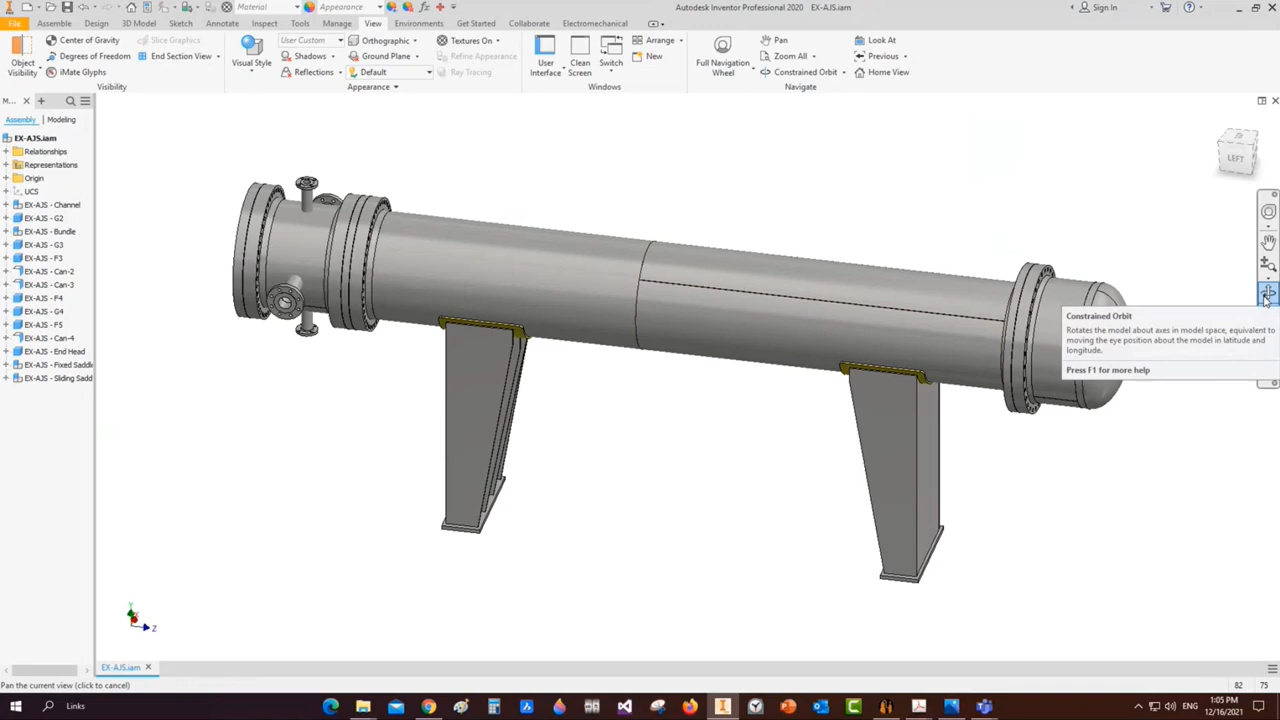 Material
Appearance
Autodesk Inventor Professional 2020 EX-AJS.iam
Sign In
File
Assemble
Design
3D Model
Sketch
Annotate
Inspect
Tools
Manage
View
Environments
Get Started
Collaborate
Electromechanical
Object
Visibility
Center of Gravity
Degrees of Freedom
iMate Glyphs
Slice Graphics
End Section View
Visibility
Visual Style
User Custom
Shadows
Reflections
Orthographic
Ground Plane
Default
Textures On
Refine Appearance
Ray Tracing
Appearance
User
Interface
Clean
Screen
Switch
Arrange
New
Windows
Full Navigation
Wheel
Pan
Zoom All
Constrained Orbit
Look At
Previous
Home View
Navigate
M...
Assembly
Modeling
EX-AJS.iam
Relationships
Representations
Origin
UCS
EX-AJS - Channel
EX-AJS - G2
EX-AJS - Bundle
EX-AJS - G3
EX-AJS - F3
EX-AJS - Can-2
EX-AJS - Can-3
EX-AJS - F4
EX-AJS - G4
EX-AJS - F5
EX-AJS - Can-4
EX-AJS - End Head
EX-AJS - Fixed Saddl
EX-AJS - Sliding Sadd
LEFT
Constrained Orbit
Rotates the model about axes in model space, equivalent to
moving the eye position about the model in latitude and
longitude.
Press F1 for more help
Y
Z
EX-AJS.iam
Pan the current view (click to cancel)
82 75
Links
ENG
1:05 PM
12/16/2021